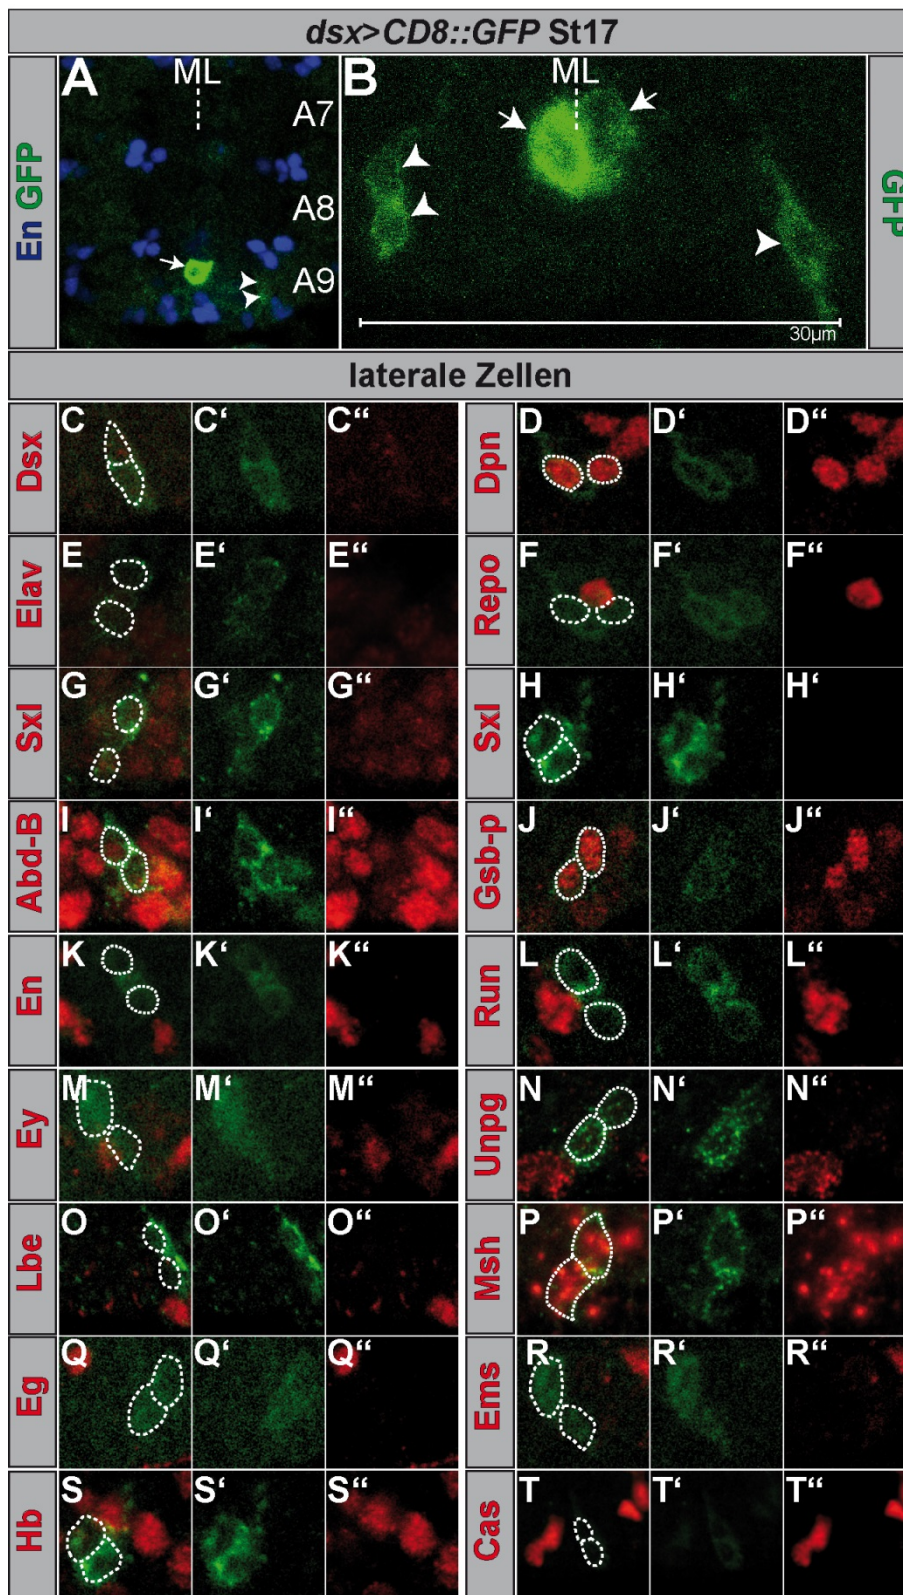 dsx>CD8::GFP St17
En GFP
A
ML
A7
A8
A9
B
ML
30µm
GFP
laterale Zellen
Dsx
C
C‘
C“
Dpn
D
D‘
D“
Elav
E
E‘
E“
Repo
F
F‘
F“
Sxl
G
G‘
G“
Sxl
H
H‘
H‘
Abd-B
I
I‘
I“
Gsb-p
J
J‘
J“
En
K
K‘
K“
Run
L
L‘
L“
Ey
M
M‘
M“
Unpg
N
N‘
N“
Lbe
O
O‘
O“
Msh
P
P‘
P“
Eg
Q
Q‘
Q“
Ems
R
R‘
R“
Hb
S
S‘
S“
Cas
T
T‘
T“